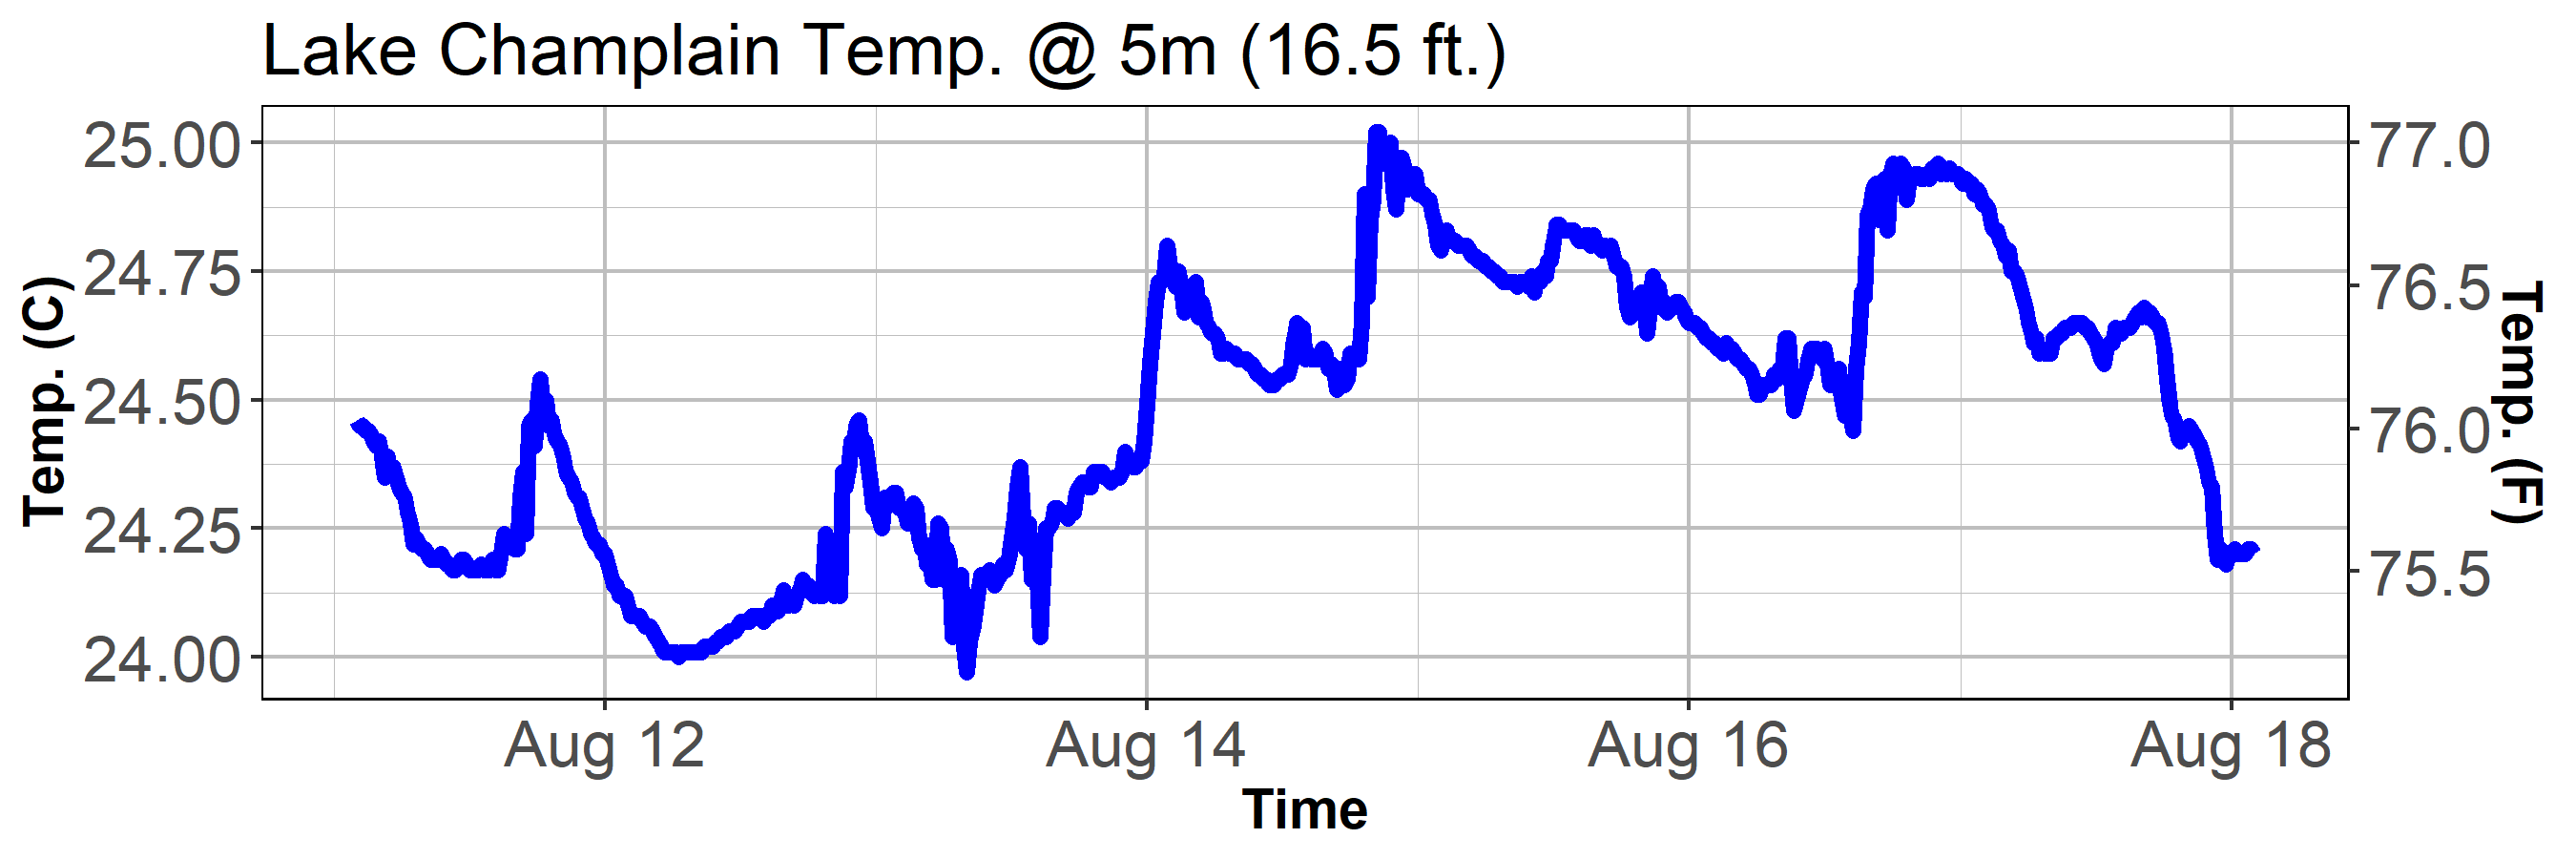 Lake Champlain Temp. @ 5m (16.5 ft.)
Temp. (C)
25.00
24.75
24.50
24.25
24.00
77.0
76.5
76.0
75.5
Temp. (F)
Aug 12 Aug 14 Aug 16 Aug 18
Time